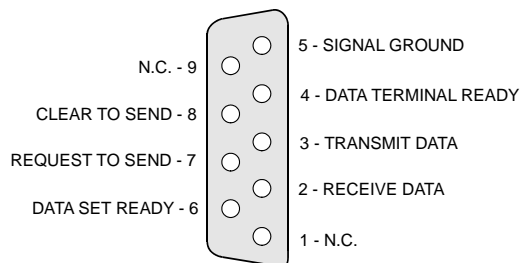 5 - SIGNAL GROUND
N.C. - 9
4 - DATA TERMINAL READY
CLEAR TO SEND - 8
3 - TRANSMIT DATA
REQUEST TO SEND - 7
2 - RECEIVE DATA
DATA SET READY - 6
1 - N.C.